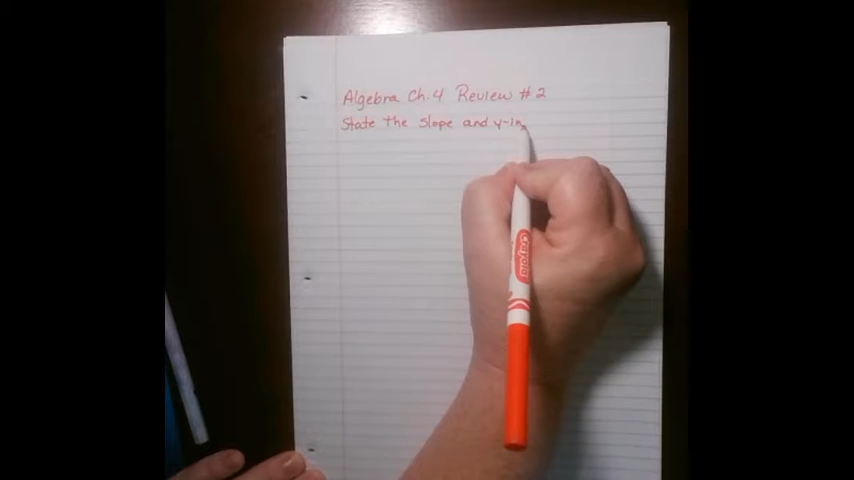 Algebra Ch. 4 Review #2
State the slope and y-in
Crayola